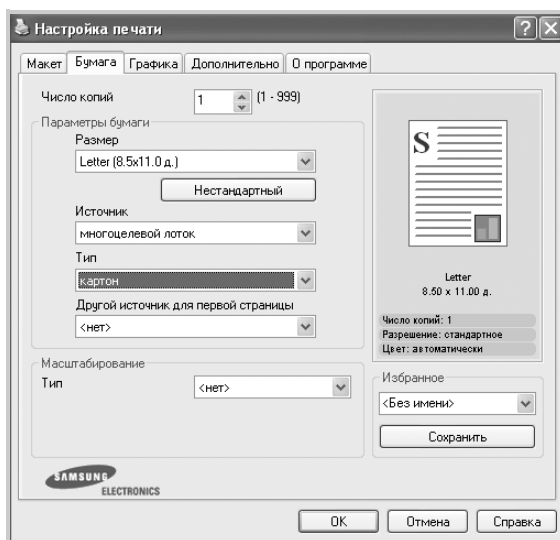 Настройка печати
Макет Бумага Графика Дополнительно О программе
Число копий 1 (1 - 999)
Параметры бумаги
Размер
Letter (8.5x11.0 д.)
Нестандартный
Источник
многоцелевой лоток
Тип
картон
Другой источник для первой страницы
<нет>
Масштабирование
Тип <нет>
S
Letter
8.50 x 11.00 д.
Число копий: 1
Разрешение: стандартное
Цвет: автоматически
Избранное
<Без имени>
Сохранить
SAMSUNG
ELECTRONICS
OK Отмена Справка